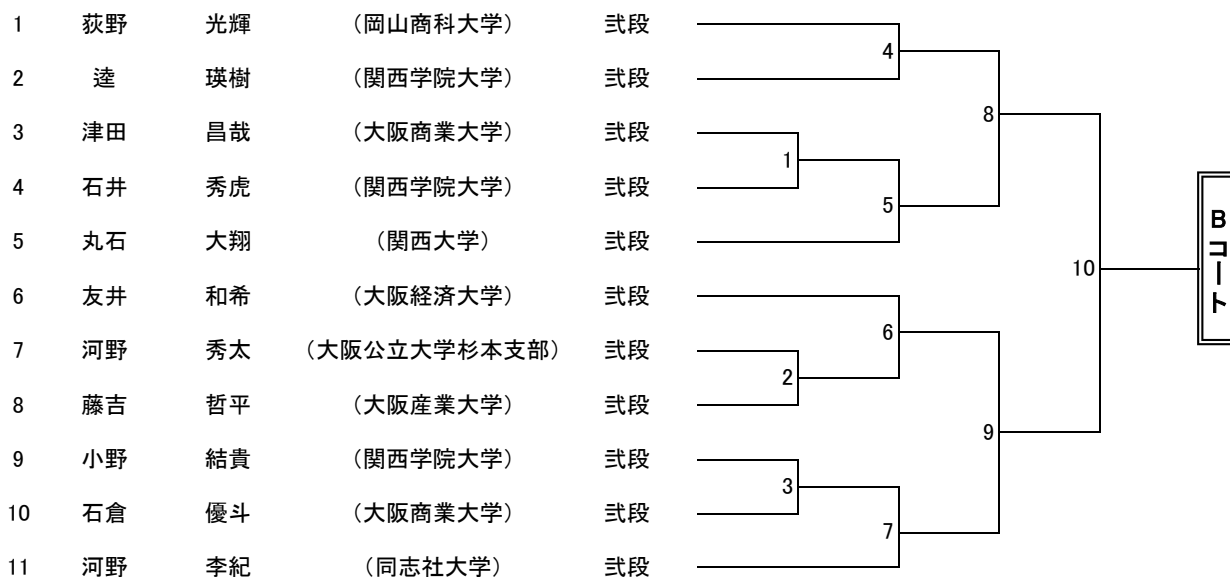 1 荻野 光輝 （岡山商科大学） 弐段
2 逵 瑛樹 （関西学院大学） 弐段
3 津田 昌哉 （大阪商業大学） 弐段
4 石井 秀虎 （関西学院大学） 弐段
5 丸石 大翔 （関西大学） 弐段
6 友井 和希 （大阪経済大学） 弐段
7 河野 秀太 （大阪公立大学杉本支部） 弐段
8 藤吉 哲平 （大阪産業大学） 弐段
9 小野 結貴 （関西学院大学） 弐段
10 石倉 優斗 （大阪商業大学） 弐段
11 河野 李紀 （同志社大学） 弐段
4
8
1
5
10
6
2
9
3
7
Bコート